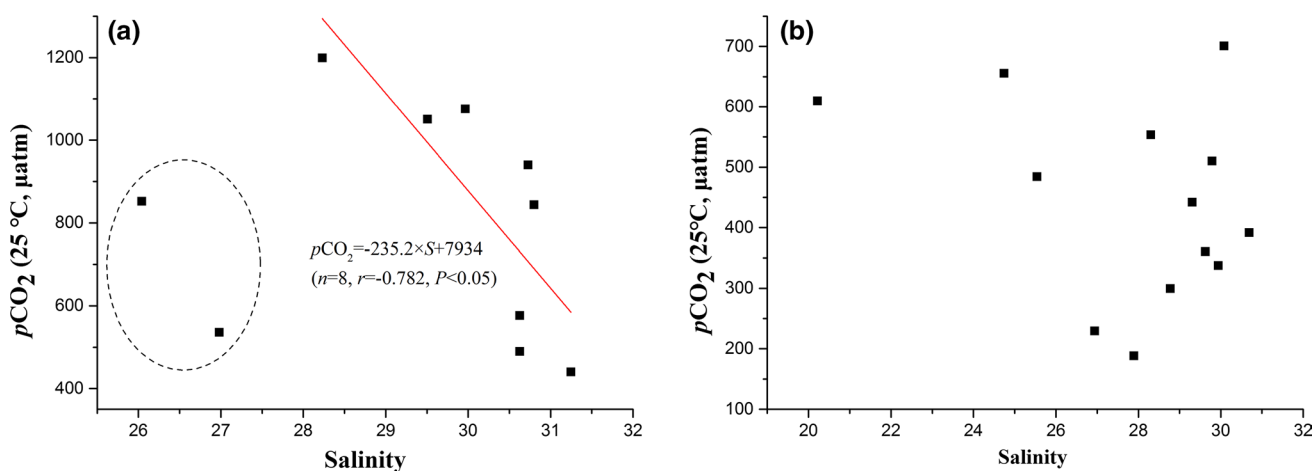 (a)
1200
1000
800
600
400
pCO₂ (25 °C, μatm)
pCO₂=-235.2×S+7934
(n=8, r=-0.782, P<0.05)
26 27 28 29 30 31 32
Salinity
(b)
700
600
500
400
300
200
100
pCO₂ (25°C, μatm)
20 22 24 26 28 30 32
Salinity